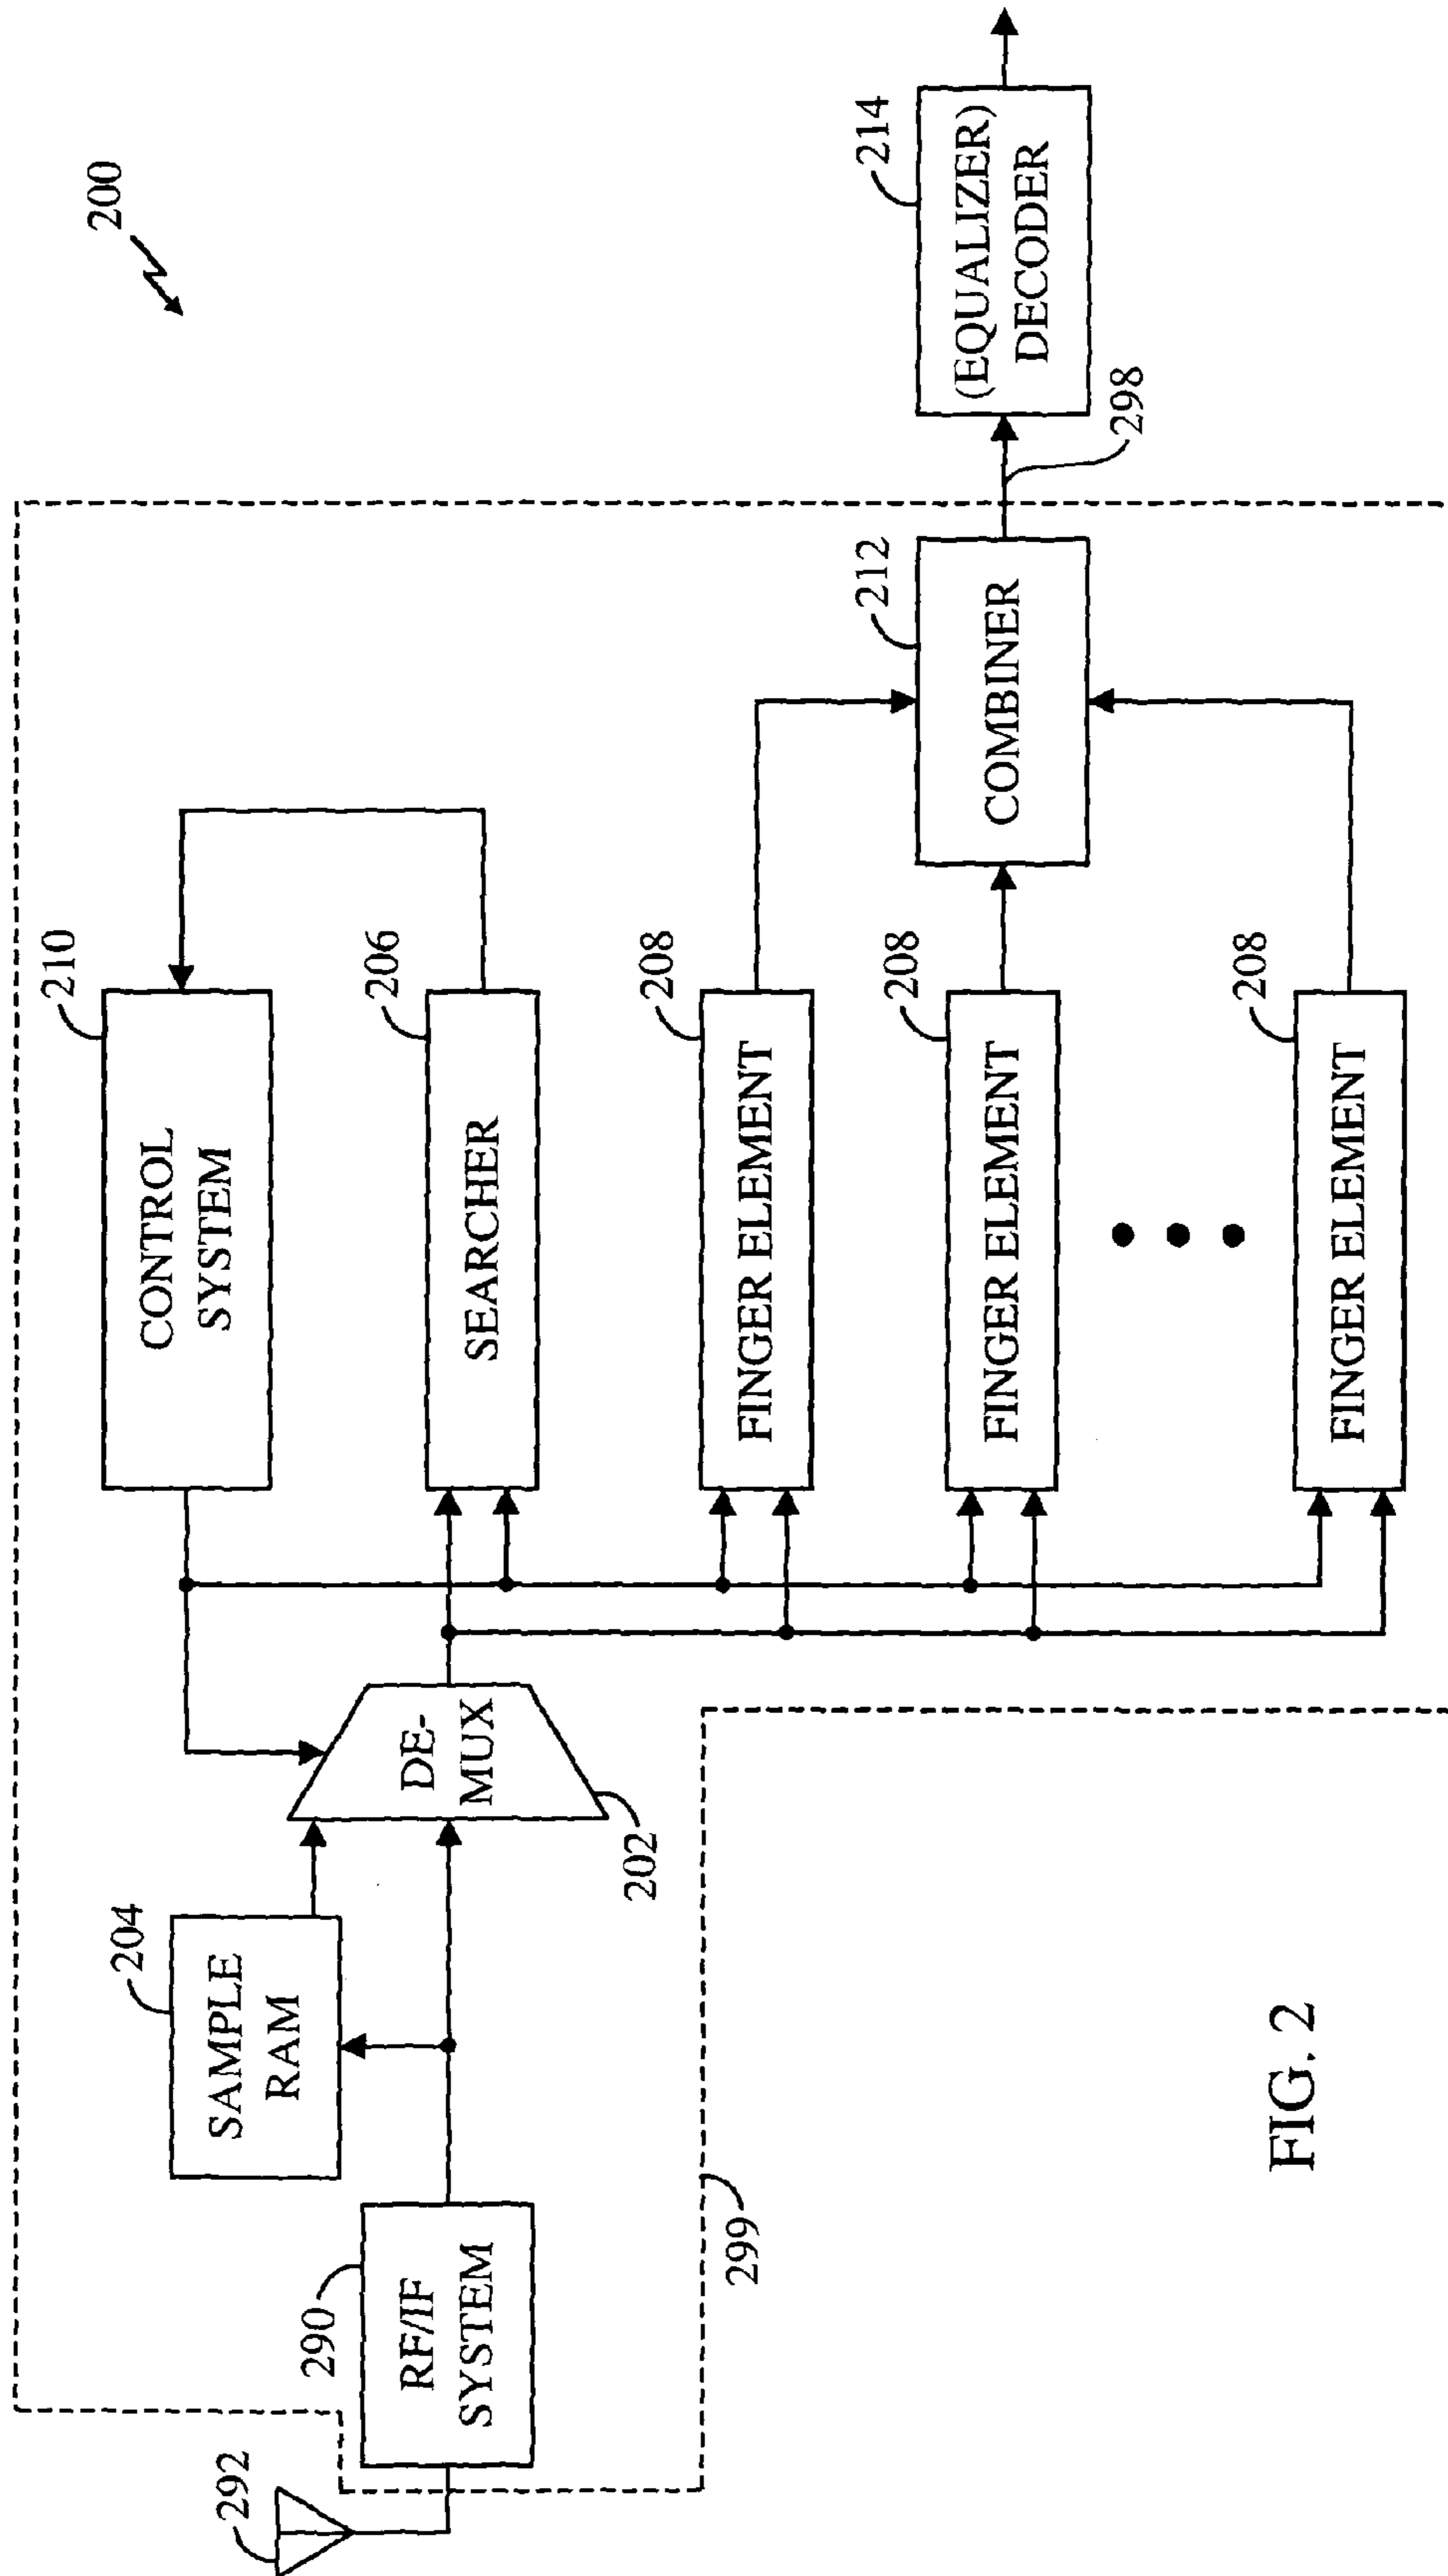 200
210
CONTROL
SYSTEM
204
SAMPLE
RAM
206
SEARCHER
292
290
RF/IF
SYSTEM
DE-
MUX
202
208
FINGER ELEMENT
299
208
FINGER ELEMENT
212
COMBINER
298
214
(EQUALIZER)
DECODER
208
FINGER ELEMENT
FIG. 2